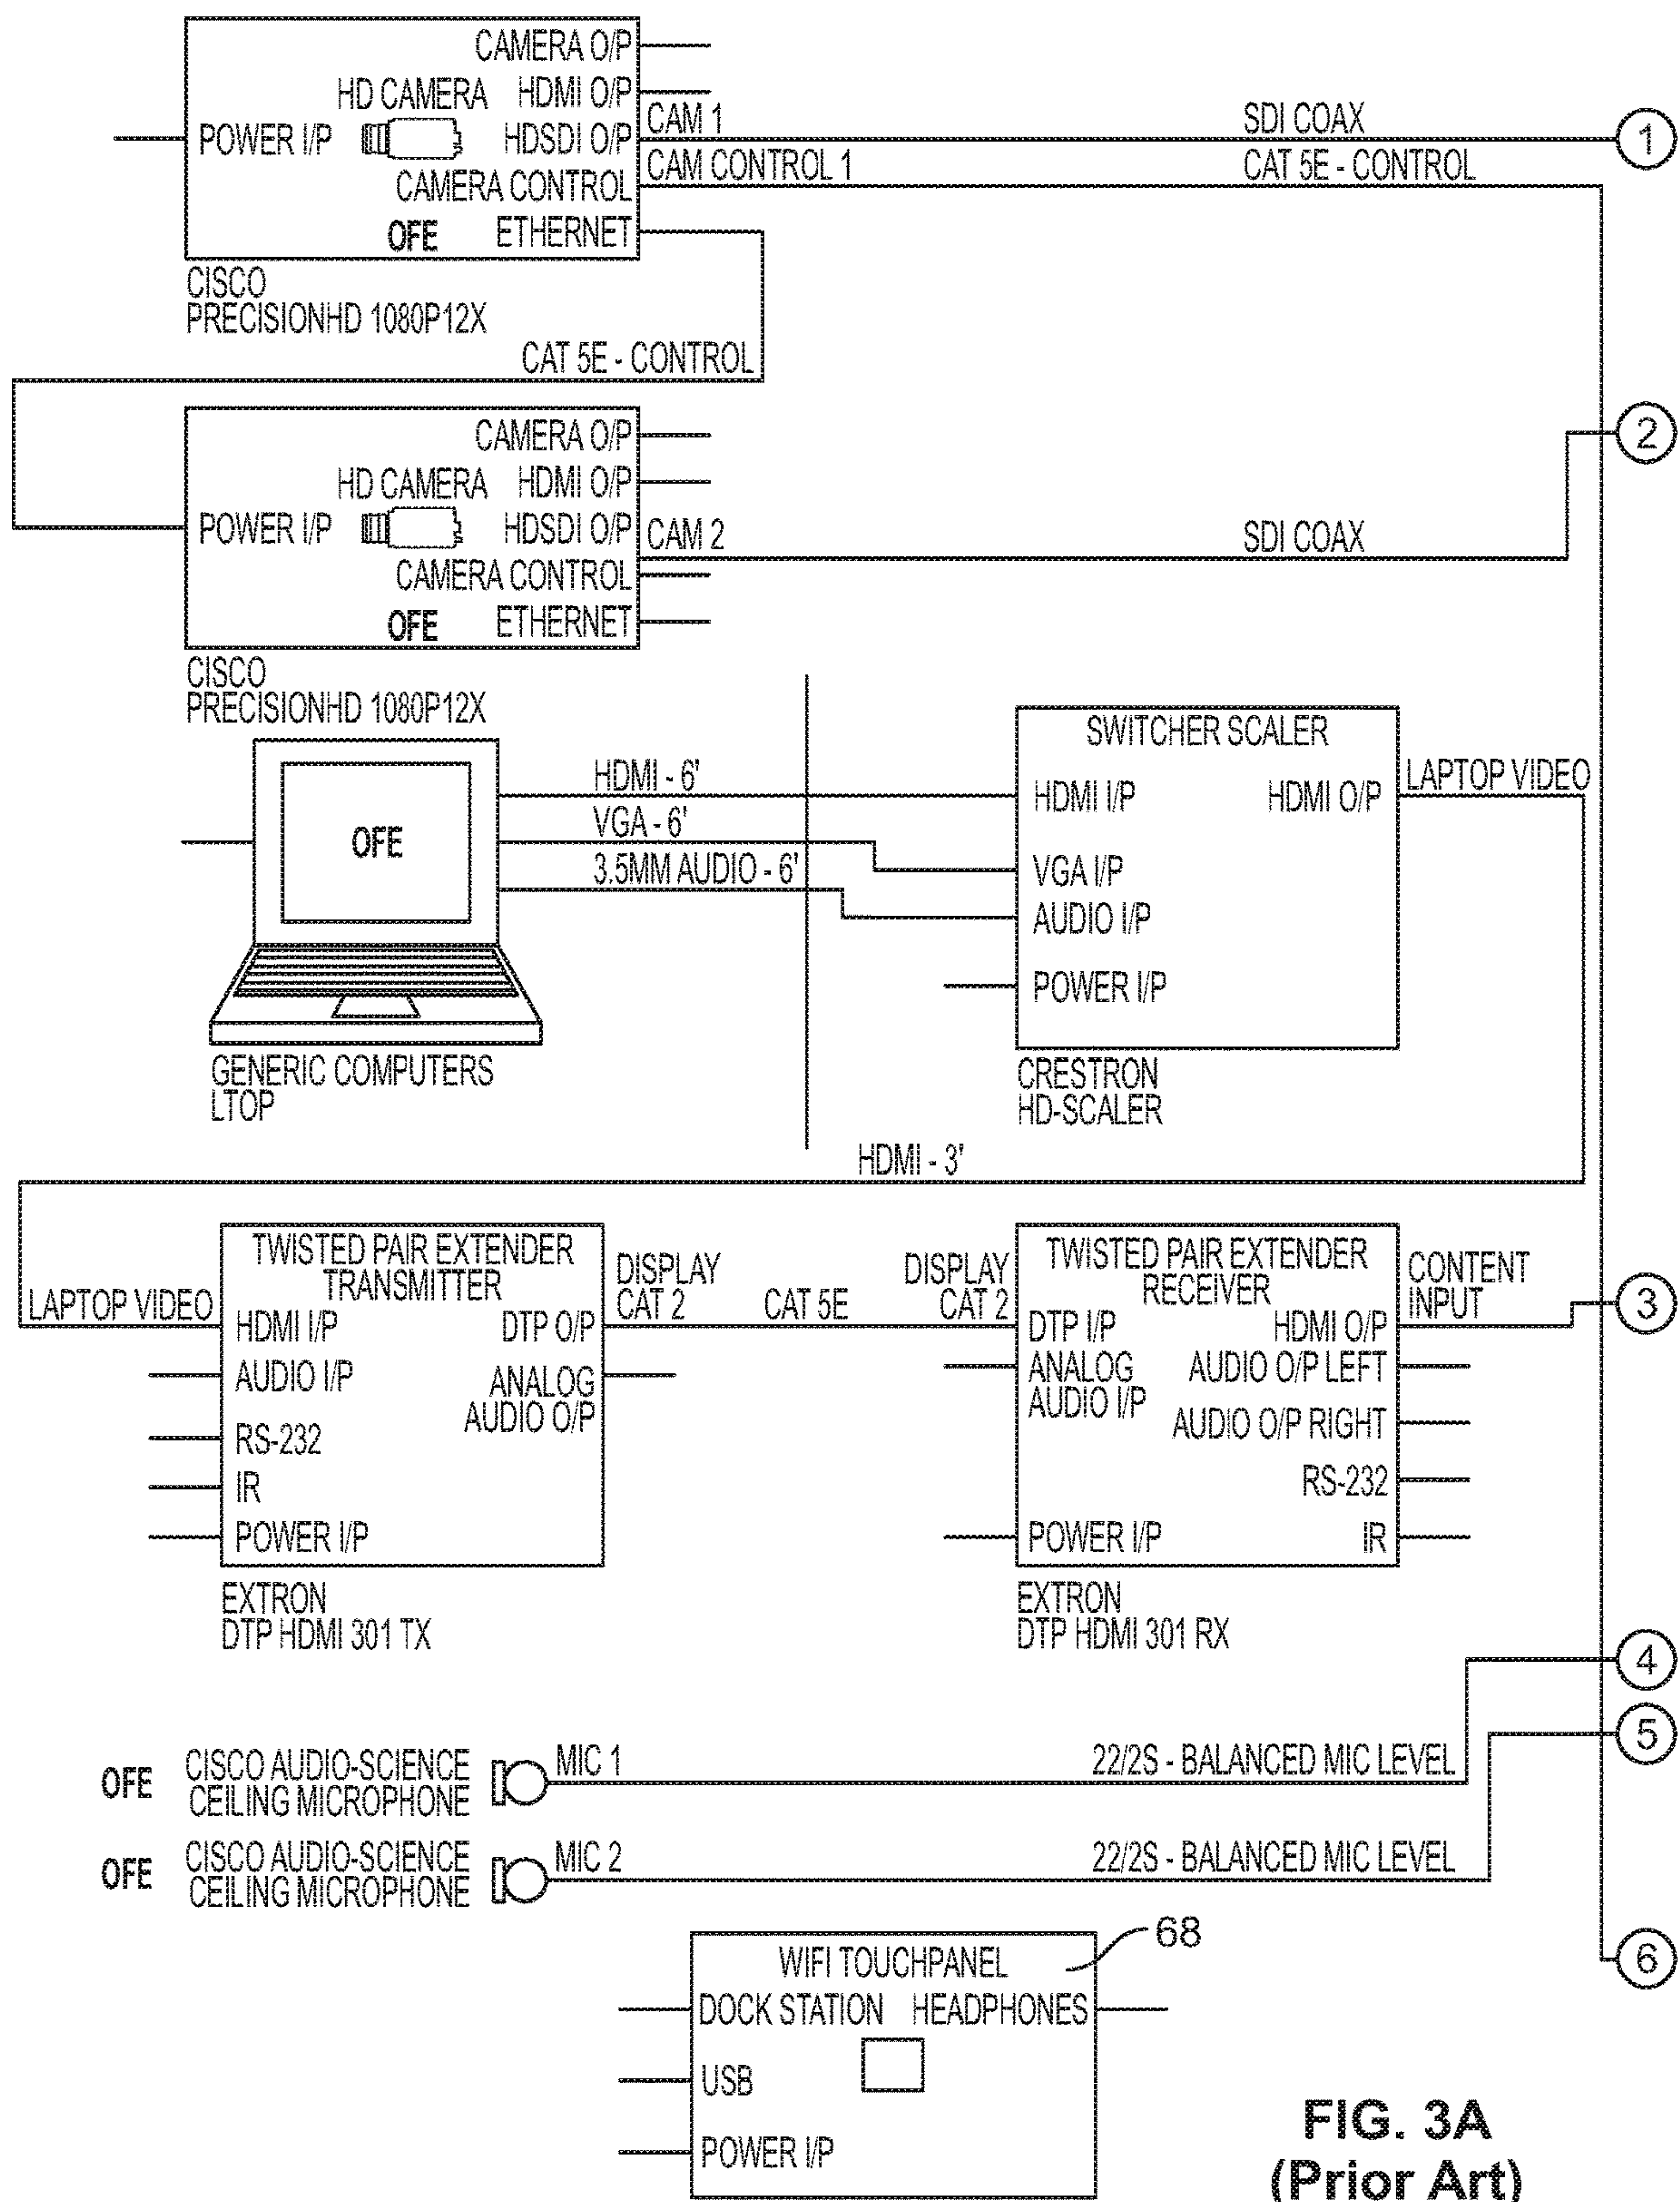 CAMERA O/P
HD CAMERA HDMI O/P
POWER I/P HDSDI O/P
CAM 1
SDI COAX
1
CAMERA CONTROL
CAM CONTROL 1
CAT 5E - CONTROL
OFE ETHERNET
CISCO
PRECISIONHD 1080P12X
CAT 5E - CONTROL
CAMERA O/P
2
HD CAMERA HDMI O/P
POWER I/P HDSDI O/P
CAM 2
SDI COAX
CAMERA CONTROL
OFE ETHERNET
CISCO
PRECISIONHD 1080P12X
OFE
HDMI - 6'
VGA - 6'
3.5MM AUDIO - 6'
GENERIC COMPUTERS
LTOP
SWITCHER SCALER
HDMI I/P HDMI O/P
LAPTOP VIDEO
VGA I/P
AUDIO I/P
POWER I/P
CRESTRON
HD-SCALER
HDMI - 3'
LAPTOP VIDEO
TWISTED PAIR EXTENDER
TRANSMITTER
HDMI I/P DTP O/P
AUDIO I/P
ANALOG
AUDIO O/P
RS-232
IR
POWER I/P
EXTRON
DTP HDMI 301 TX
DISPLAY
CAT 2
CAT 5E
DISPLAY
CAT 2
TWISTED PAIR EXTENDER
RECEIVER
DTP I/P HDMI O/P
ANALOG
AUDIO I/P
AUDIO O/P LEFT
AUDIO O/P RIGHT
RS-232
POWER I/P IR
EXTRON
DTP HDMI 301 RX
CONTENT
INPUT
3
4
5
OFE
CISCO AUDIO-SCIENCE
CEILING MICROPHONE
MIC 1
22/2S - BALANCED MIC LEVEL
OFE
CISCO AUDIO-SCIENCE
CEILING MICROPHONE
MIC 2
22/2S - BALANCED MIC LEVEL
68
6
WIFI TOUCHPANEL
DOCK STATION HEADPHONES
USB
POWER I/P
FIG. 3A
(Prior Art)